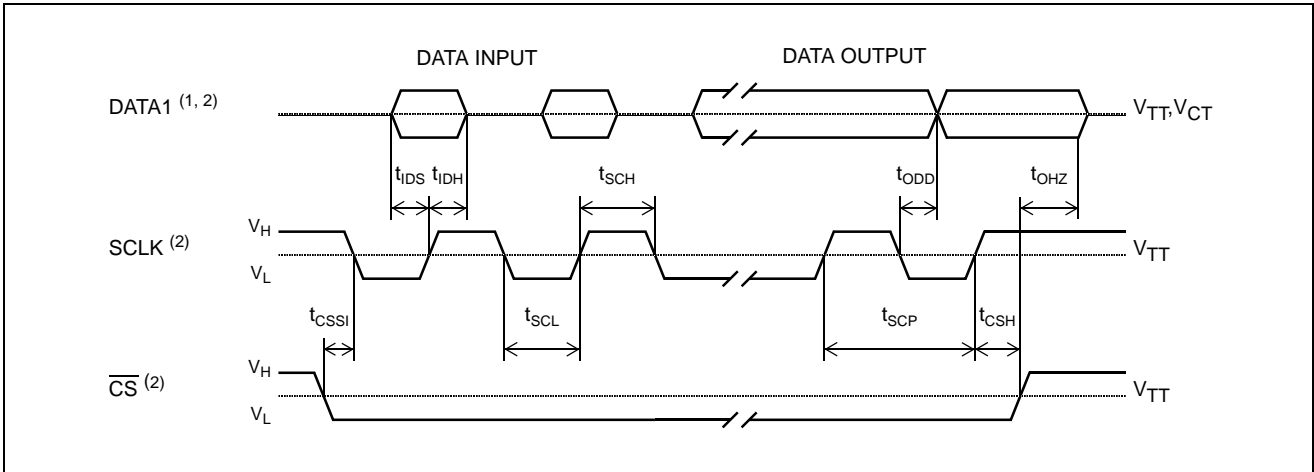 DATA INPUT DATA OUTPUT
DATA1 (1, 2) VTT,VCT
tIDS tIDH tSCH tODD tOHZ
VH
SCLK (2) VTT
VL
tCSSI tSCL tSCP tCSH
VH
CS (2) VTT
VL